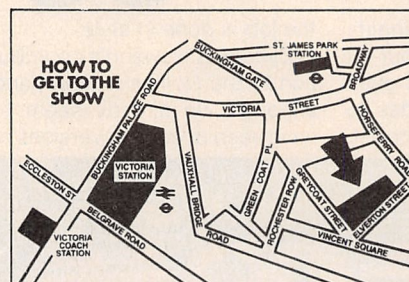 HOW TO
GET TO THE
SHOW
BUCKINGHAM GATE
ST. JAMES PARK
STATION
BROADWAY
BUCKINGHAM PALACE ROAD
VICTORIA STREET
HORSEFERRY ROAD
ECCLESTON ST
VICTORIA
STATION
VAUXHALL BRIDGE
ROAD
GREEN COAT PL
ROCHESTER ROW
GREYCOAT STREET
ELVERTON STREET
BELGRAVE ROAD
VINCENT SQUARE
VICTORIA
COACH
STATION